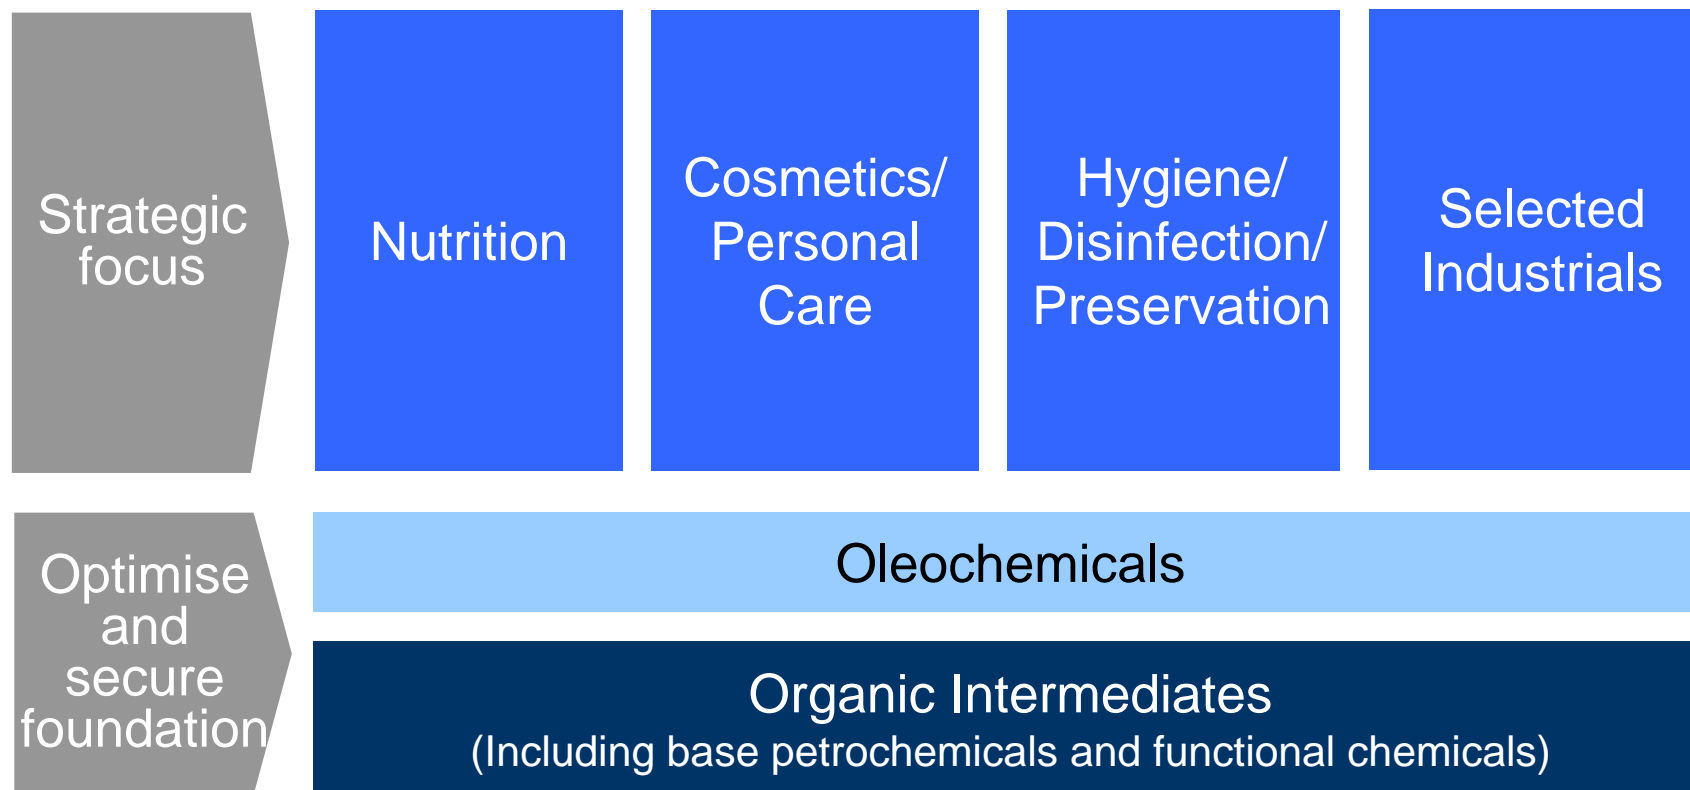 Strategic
focus
Nutrition
Cosmetics/
Personal
Care
Hygiene/
Disinfection/
Preservation
Selected
Industrials
Optimise
and
secure
foundation
Oleochemicals
Organic Intermediates
(Including base petrochemicals and functional chemicals)